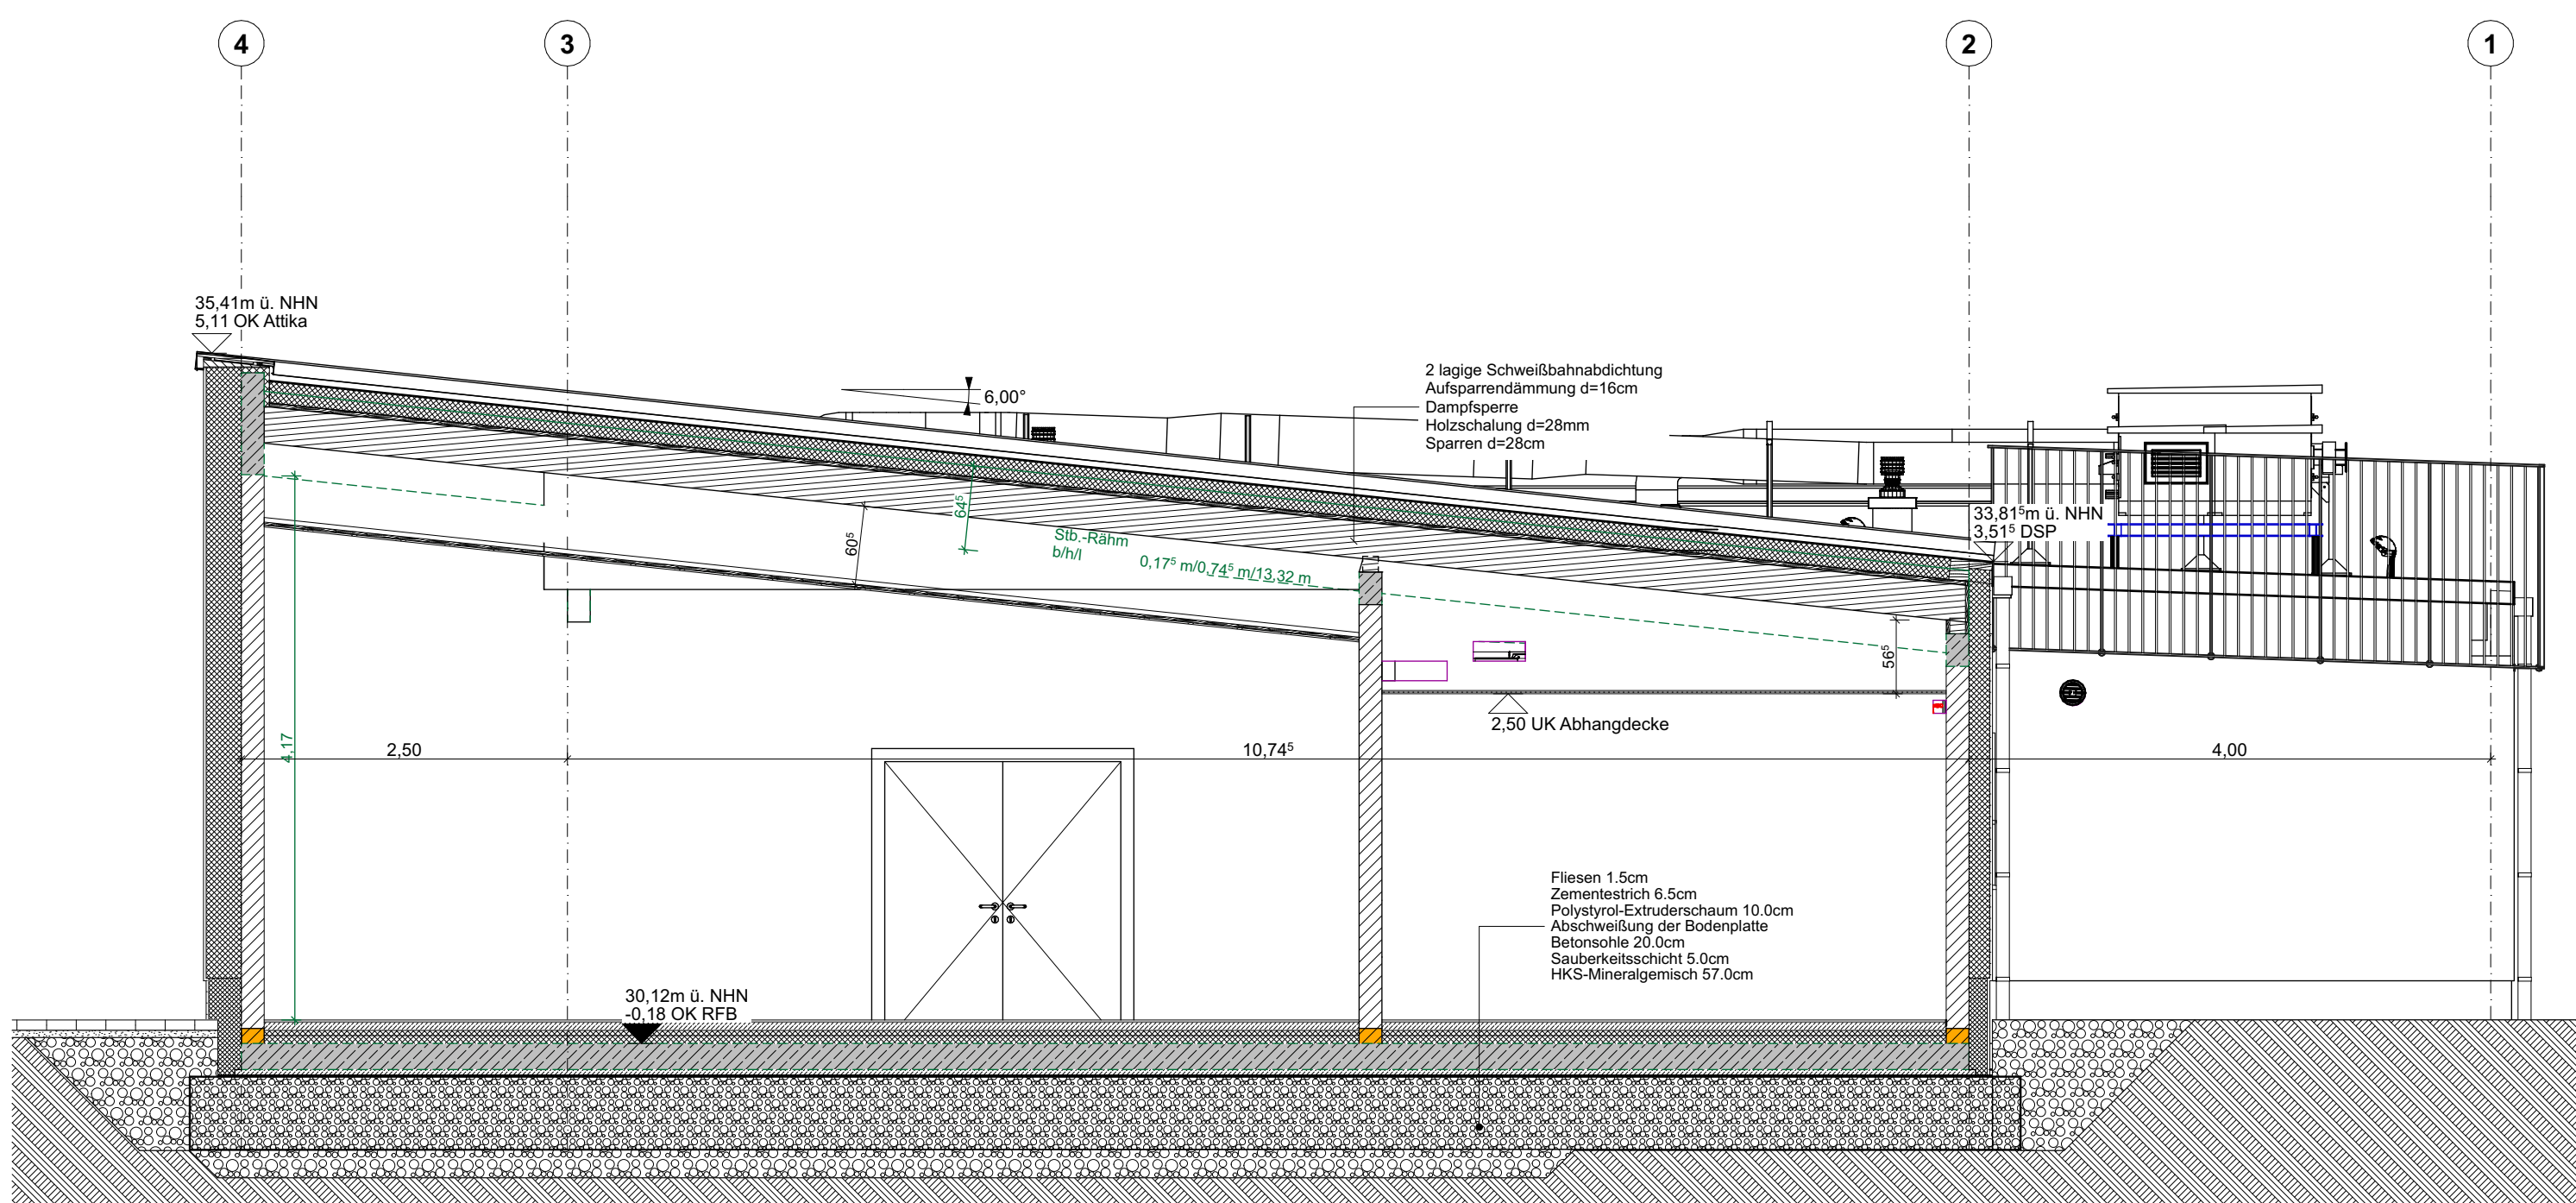 4
3
2
1
35,41m ü. NHN
5,11 OK Attika
6,00°
2 lagige Schweißbahnabdichtung
Aufsparrendämmung d=16cm
Dampfsperre
Holzschalung d=28mm
Sparren d=28cm
33,81⁵m ü. NHN
3,51⁵ DSP
64⁵
60⁵
Stb.-Rähm
b/h/l
0,17⁵ m/0,74⁵ m/13,32 m
56⁵
2,50 UK Abhangdecke
4,17
2,50
10,74⁵
4,00
Fliesen 1.5cm
Zementestrich 6.5cm
Polystyrol-Extruderschaum 10.0cm
Abschweißung der Bodenplatte
Betonsohle 20.0cm
Sauberkeitsschicht 5.0cm
HKS-Mineralgemisch 57.0cm
30,12m ü. NHN
-0,18 OK RFB